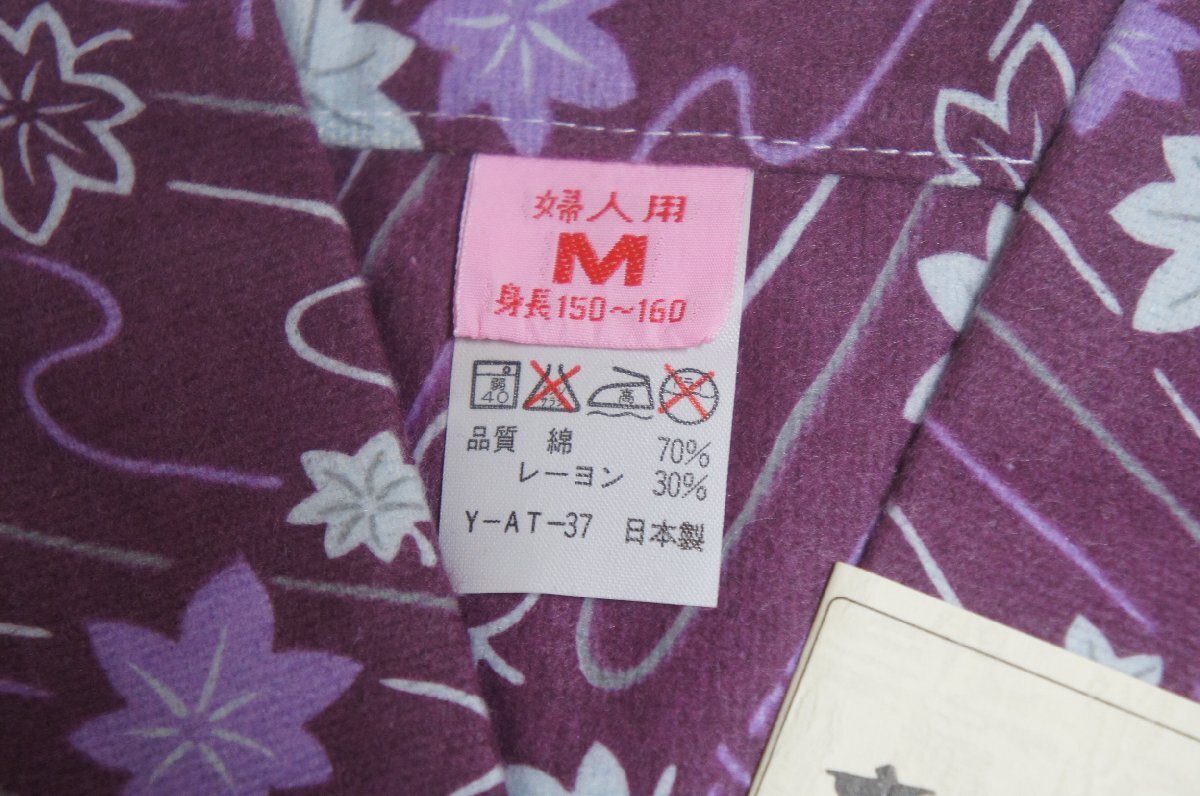 婦人用
M
身長150~160
弱
40
高
品質 綿 70%
レーヨン 30%
Y-AT-37 日本製